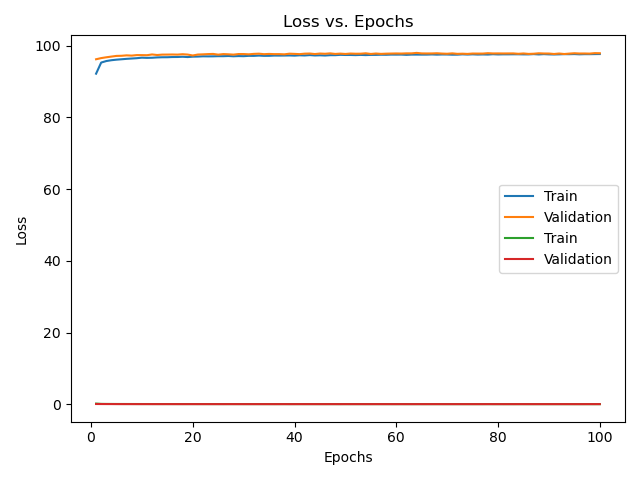 Loss vs. Epochs
Loss
100
80
60
40
20
0
Train
Validation
Train
Validation
0 20 40 60 80 100
Epochs